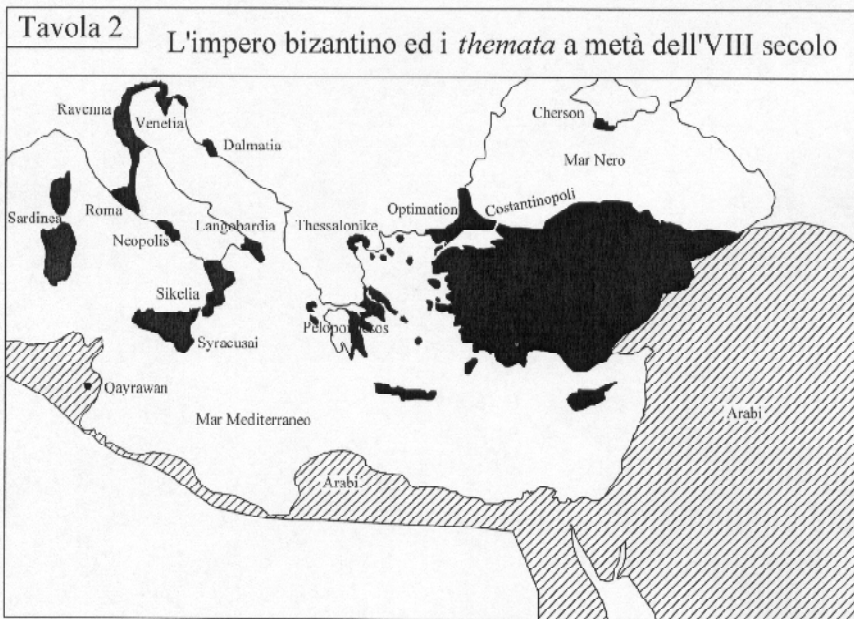 Tavola 2
L'impero bizantino ed i themata a metà dell'VIII secolo
Ravenna
Venetia
Dalmatia
Cherson
Mar Nero
Sardinea
Roma
Neopolis
Langobardia
Thessalonike
Optimation
Costantinopoli
Sikelia
Syracusai
Peloponnesos
Qayrawan
Mar Mediterraneo
Arabi
Arabi